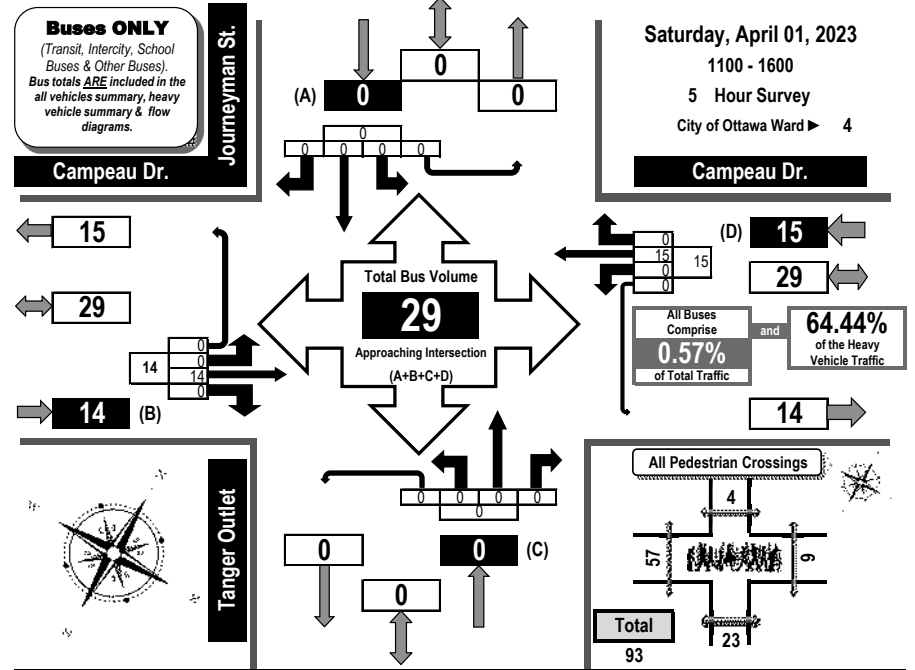 Buses ONLY
(Transit, Intercity, School
Buses & Other Buses).
Bus totals ARE included in the
all vehicles summary, heavy
vehicle summary & flow
diagrams.
Journeyman St.
Campeau Dr.
0
(A)
0
0
0
0
0
0
0
Saturday, April 01, 2023
1100 - 1600
5 Hour Survey
City of Ottawa Ward ► 4
Campeau Dr.
15
29
0
0
14
14
0
14
(B)
Total Bus Volume
29
Approaching Intersection
(A+B+C+D)
0
15
0
0
15
(D)
15
29
All Buses
Comprise
0.57%
of Total Traffic
and
64.44%
of the Heavy
Vehicle Traffic
14
Tanger Outlet
0
0
0
0
0
0
0
(C)
0
All Pedestrian Crossings
4
57
9
23
Total
93